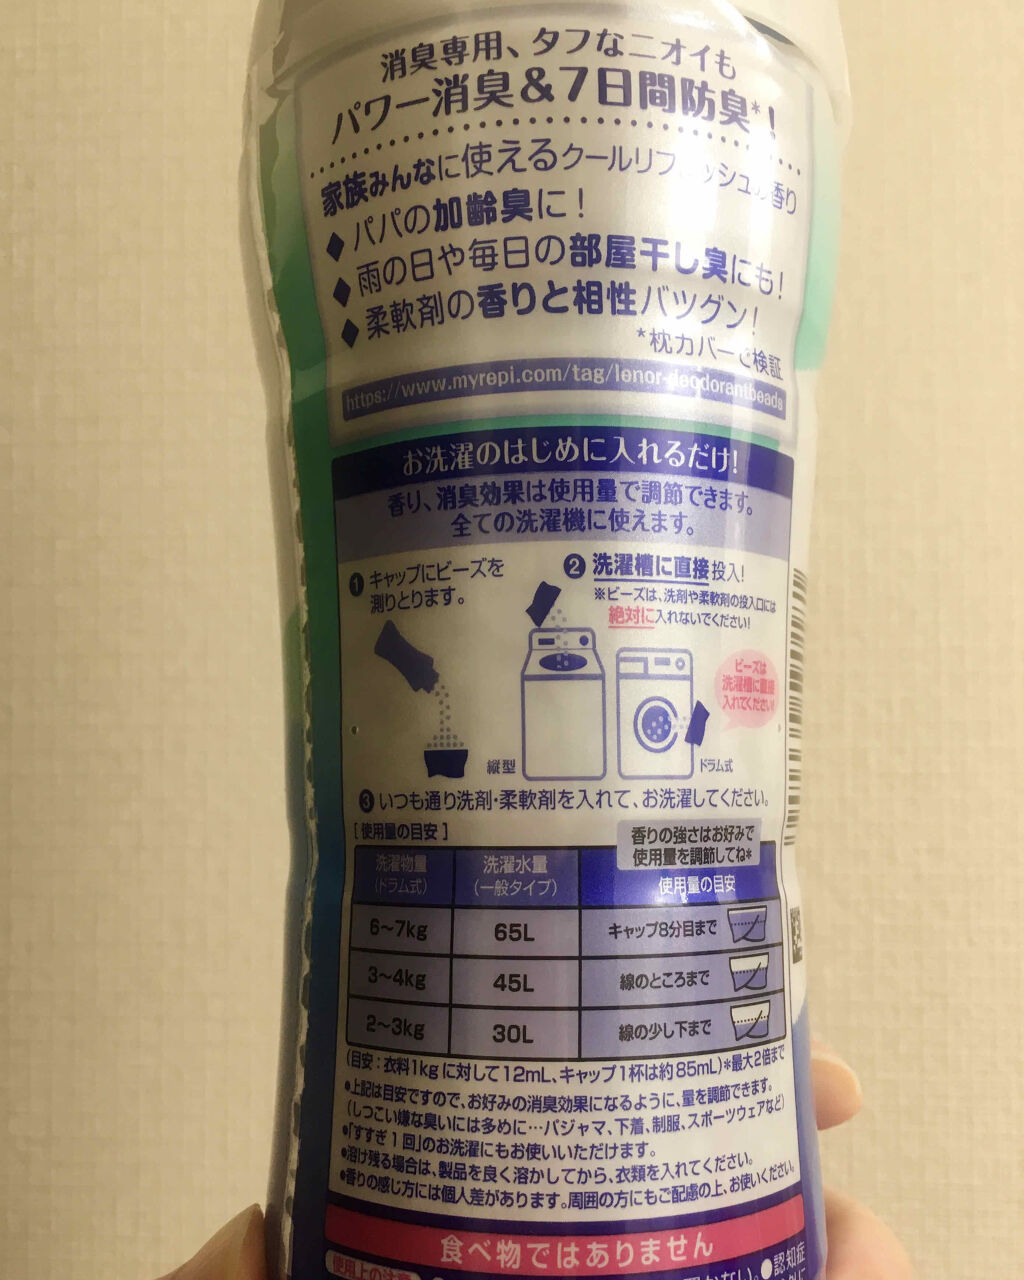 消臭専用、タフなニオイも
パワー消臭&7日間防臭*!
家族みんなに使えるクールリフレッシュの香り
◆パパの加齢臭に!
◆雨の日や毎日の部屋干し臭にも!
◆柔軟剤の香りと相性バツグン!
*枕カバーで検証
https://www.myrepi.com/tag/lenor-deodorantbeads
お洗濯のはじめに入れるだけ!
香り、消臭効果は使用量で調節できます。
全ての洗濯機に使えます。
❶キャップにビーズを
測りとります。
❷洗濯槽に直接投入!
※ビーズは、洗剤や柔軟剤の投入口には
絶対に入れないでください!
ビーズは
洗濯槽に直接
入れてください!
縦型
ドラム式
❸いつも通り洗剤・柔軟剤を入れて、お洗濯してください。
[使用量の目安]
香りの強さはお好みで
使用量を調節してね*
洗濯物量
(ドラム式)
洗濯水量
(一般タイプ)
使用量の目安
6~7kg 65L キャップ8分目まで
3~4kg 45L 線のところまで
2~3kg 30L 線の少し下まで
(目安:衣料1kgに対して12mL、キャップ1杯は約85mL)*最大2倍まで
●上記は目安ですので、お好みの消臭効果になるように、量を調節できます。
(しつこい嫌な臭いには多めに…パジャマ、下着、制服、スポーツウェアなど)
●「すすぎ1回」のお洗濯にもお使いいただけます。
●溶け残る場合は、製品を良く溶かしてから、衣類を入れてください。
●香りの感じ方には個人差があります。周囲の方にもご配慮の上、お使いください。
食べ物ではありません
使用上の注意
●認知症